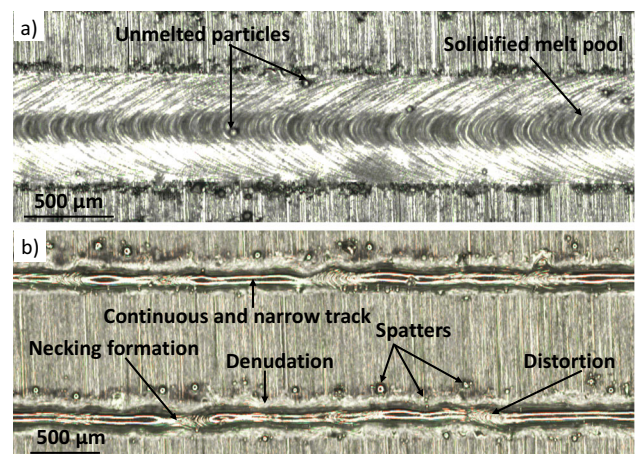 a)
Unmelted particles
Solidified melt pool
500 µm
b)
Continuous and narrow track
Spatters
Necking formation
Denudation
Distortion
500 µm